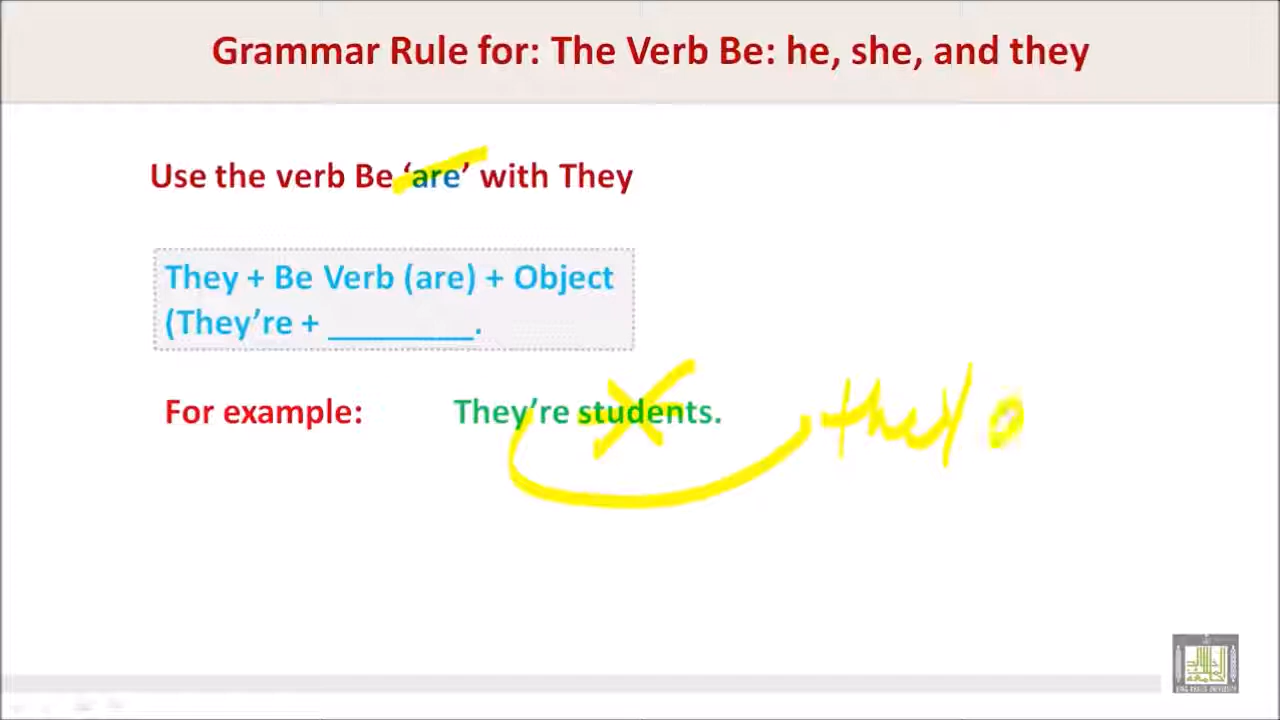 Grammar Rule for: The Verb Be: he, she, and they
Use the verb Be ‘are’ with They
They + Be Verb (are) + Object
(They’re + _________.
For example: They’re students.
they